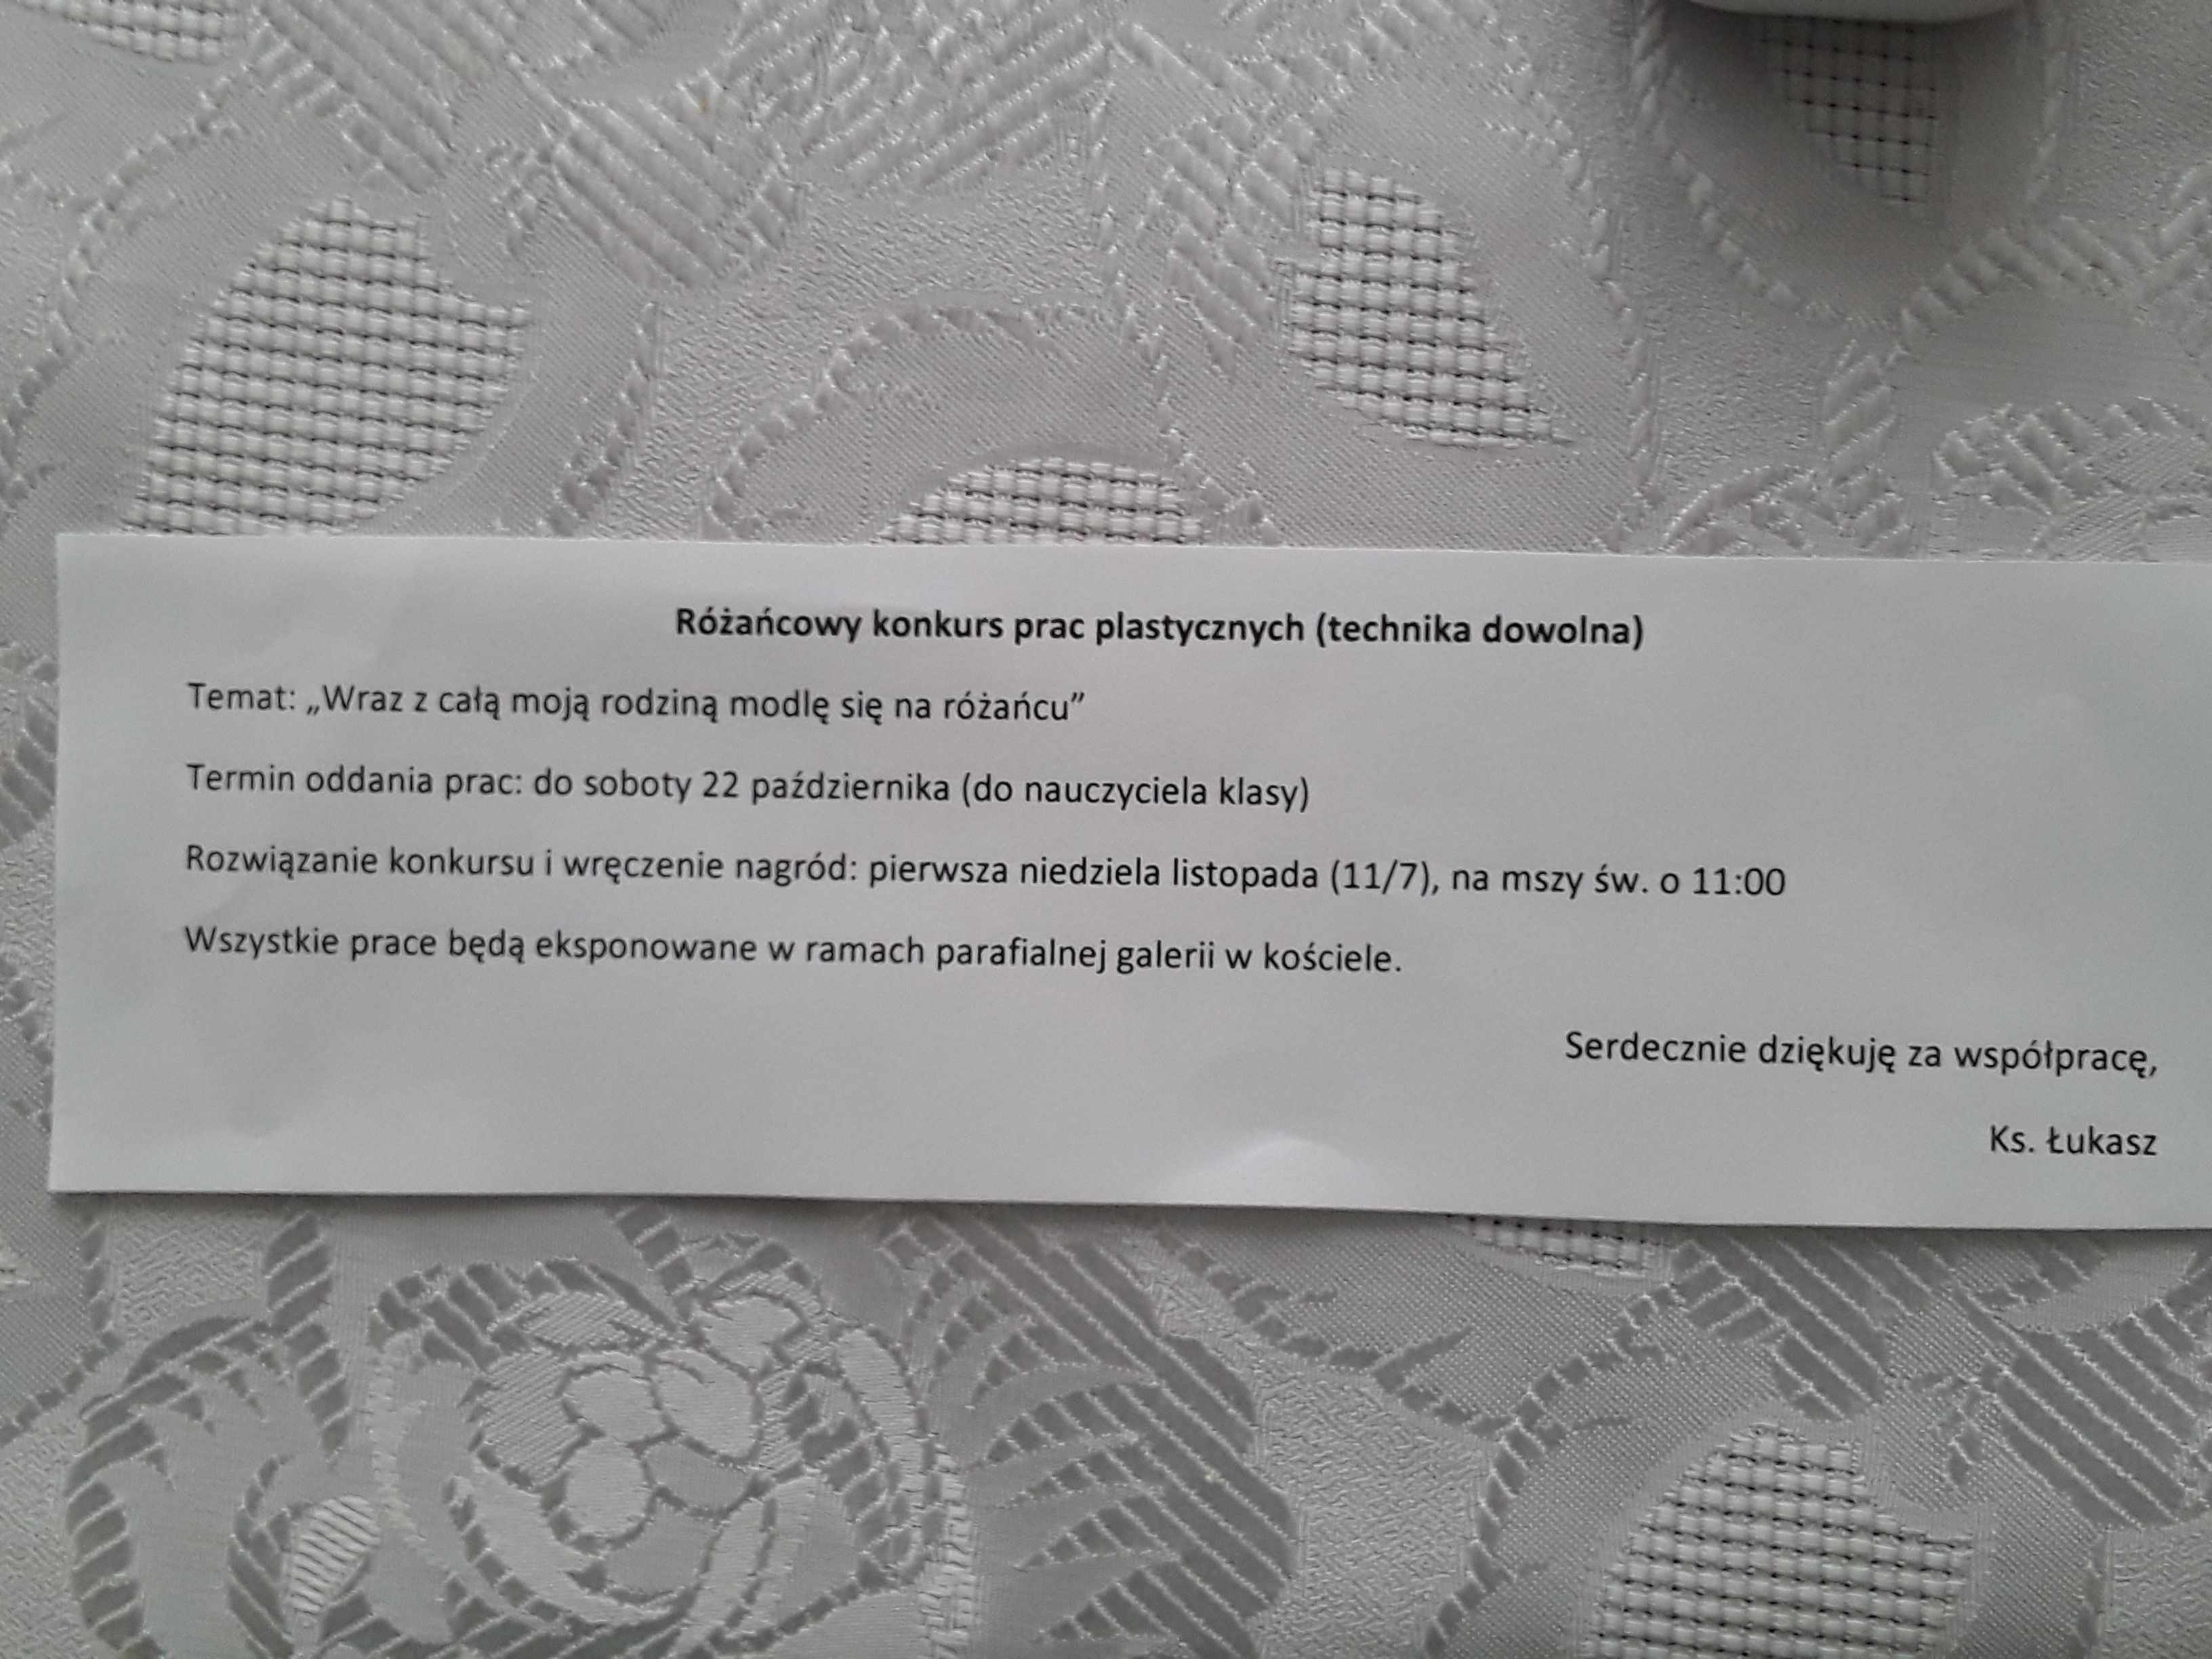 Różańcowy konkurs prac plastycznych (technika dowolna)
Temat: „Wraz z całą moją rodziną modlę się na różańcu”
Termin oddania prac: do soboty 22 października (do nauczyciela klasy)
Rozwiązanie konkursu i wręczenie nagród: pierwsza niedziela listopada (11/7), na mszy św. o 11:00
Wszystkie prace będą eksponowane w ramach parafialnej galerii w kościele.
Serdecznie dziękuję za współpracę,
Ks. Łukasz